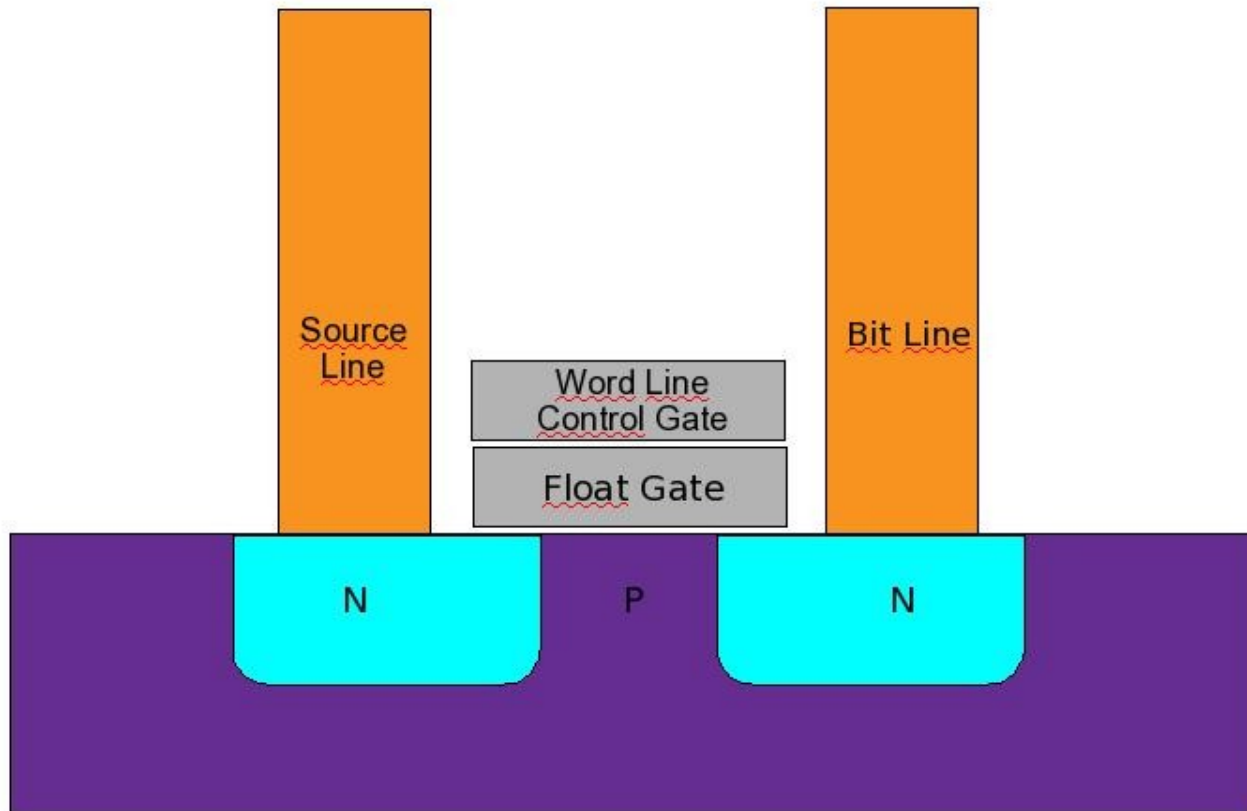 Source
Line
Bit Line
Word Line
Control Gate
Float Gate
N
P
N